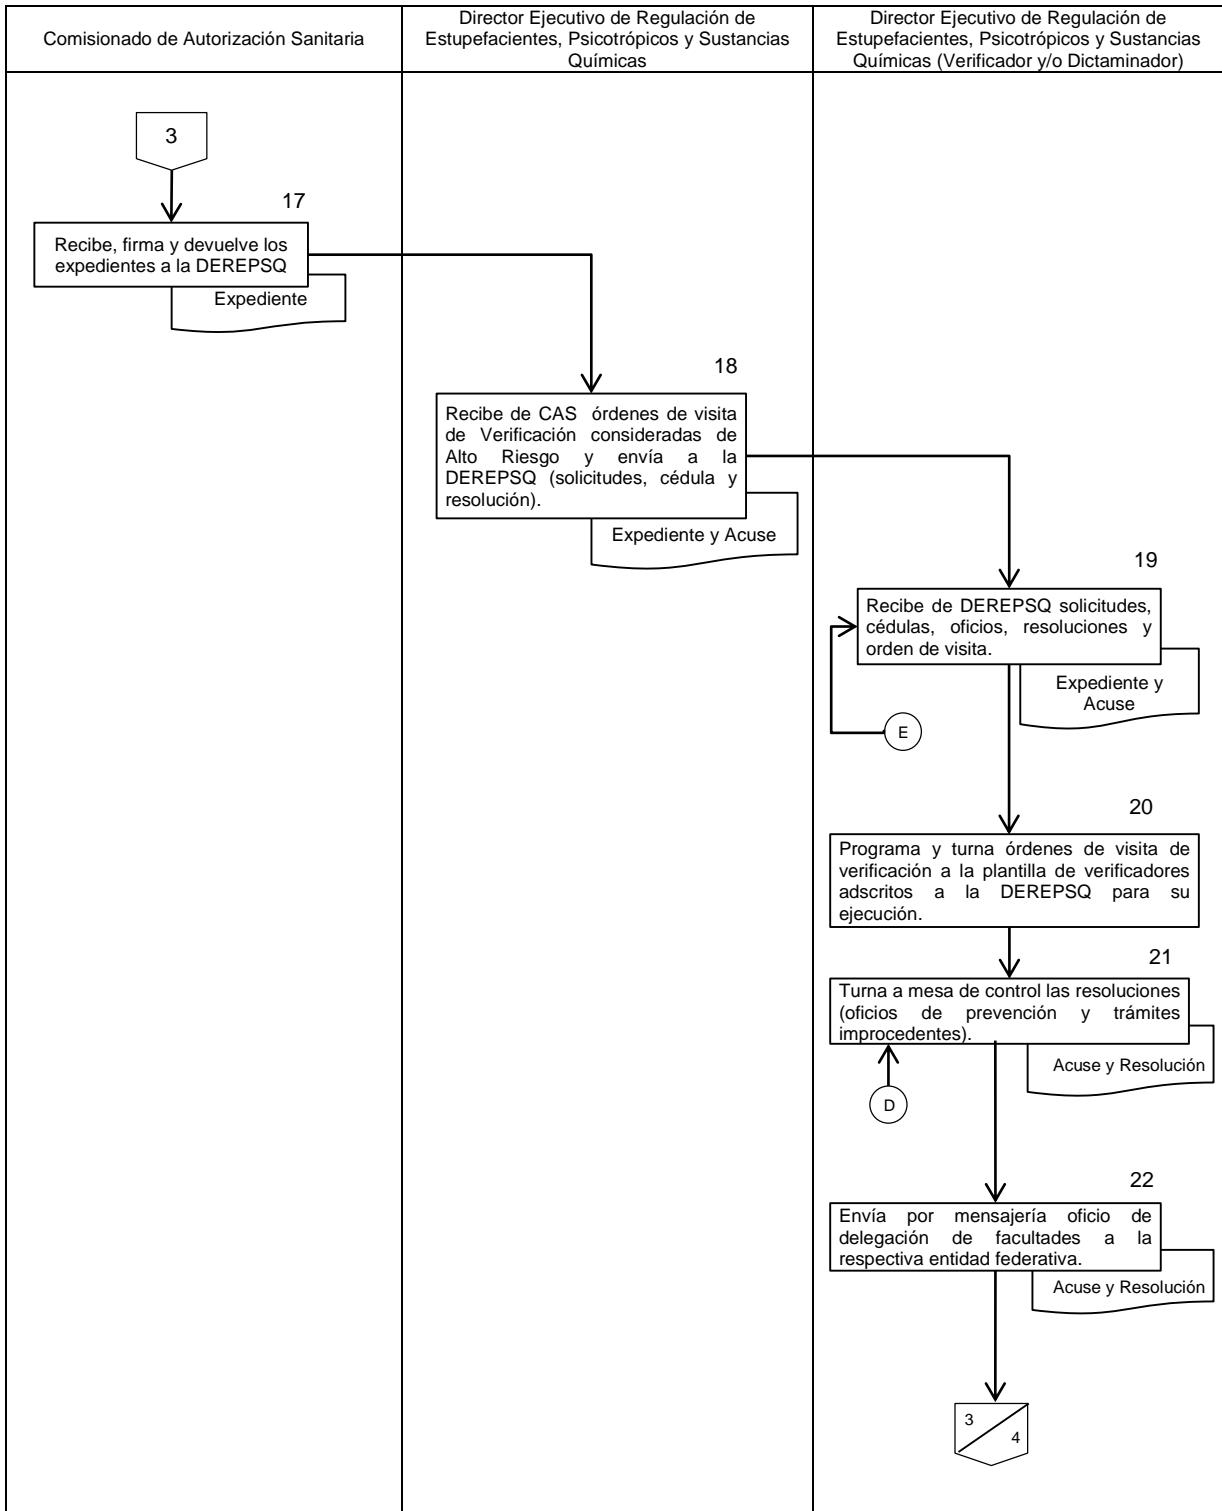 Comisionado de Autorización Sanitaria
Director Ejecutivo de Regulación de
Estupefacientes, Psicotrópicos y Sustancias
Químicas
Director Ejecutivo de Regulación de
Estupefacientes, Psicotrópicos y Sustancias
Químicas (Verificador y/o Dictaminador)
3
17
Recibe, firma y devuelve los
expedientes a la DEREPSQ
Expediente
18
Recibe de CAS órdenes de visita
de Verificación consideradas de
Alto Riesgo y envía a la
DEREPSQ (solicitudes, cédula y
resolución).
Expediente y Acuse
19
Recibe de DEREPSQ solicitudes,
cédulas, oficios, resoluciones y
orden de visita.
Expediente y
Acuse
E
20
Programa y turna órdenes de visita de
verificación a la plantilla de verificadores
adscritos a la DEREPSQ para su
ejecución.
21
Turna a mesa de control las resoluciones
(oficios de prevención y trámites
improcedentes).
Acuse y Resolución
D
22
Envía por mensajería oficio de
delegación de facultades a la
respectiva entidad federativa.
Acuse y Resolución
3
4